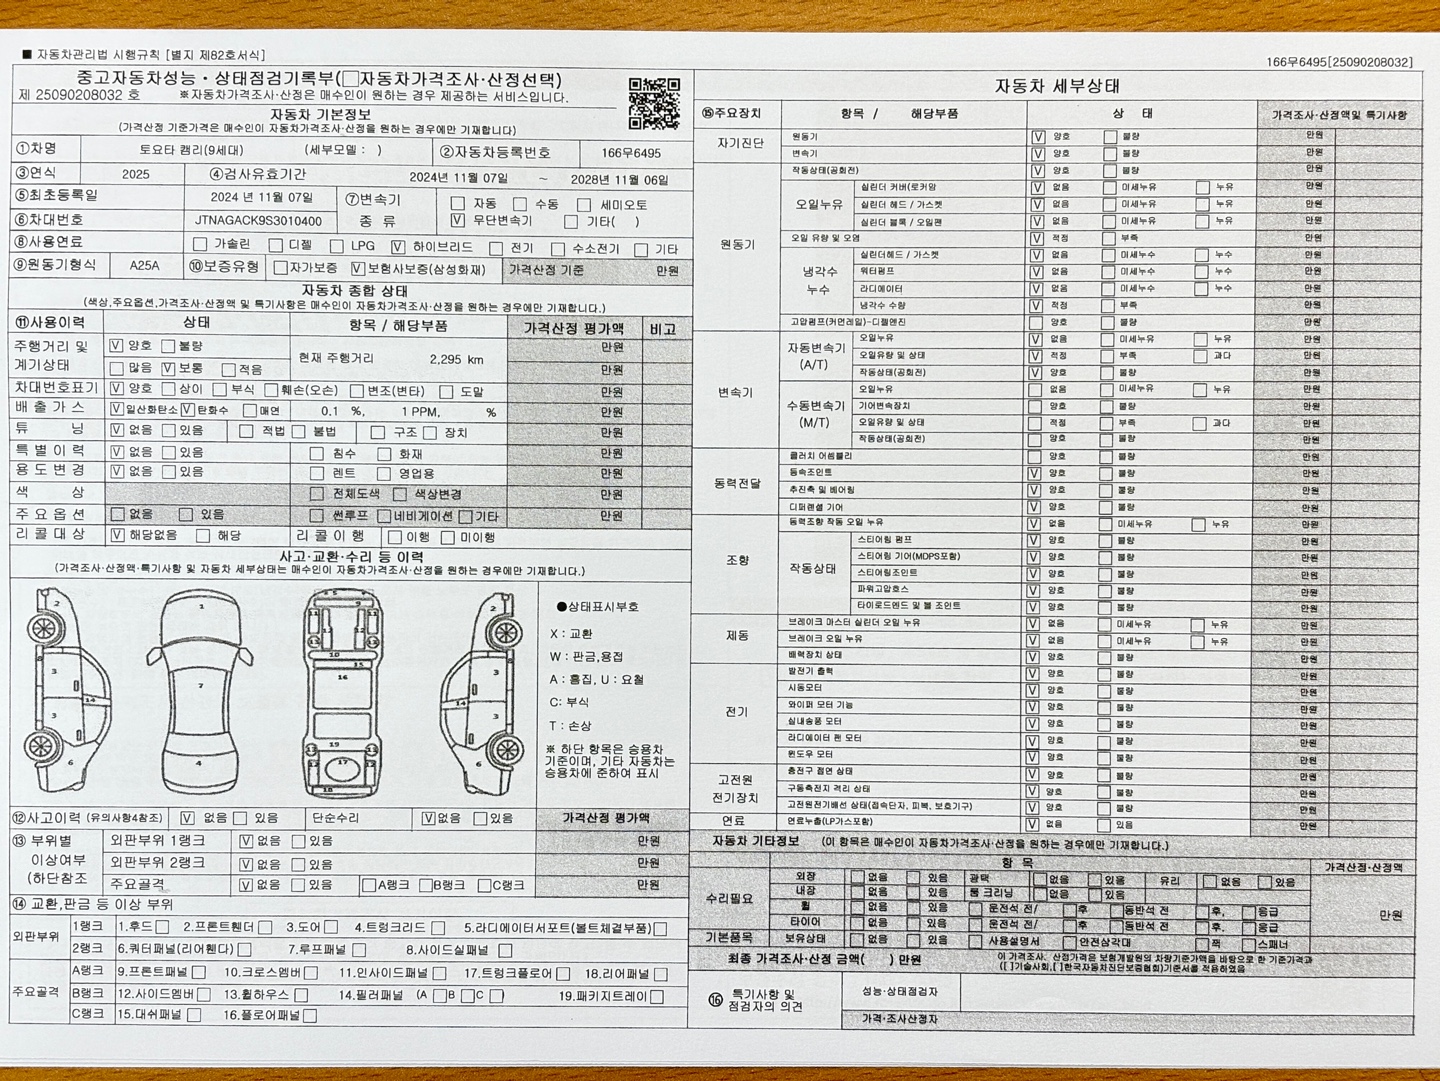 ■ 자동차관리법 시행규칙 [별지 제82호서식]
166무6495[25090208032]
중고자동차성능・상태점검기록부(□자동차가격조사·산정선택)
제 25090208032 호 ※자동차가격조사·산정은 매수인이 원하는 경우 제공하는 서비스입니다.
자동차 기본정보
(가격산정 기준가격은 매수인이 자동차가격조사·산정을 원하는 경우에만 기재합니다)
①차명 토요타 캠리(9세대) (세부모델 : ) ②자동차등록번호 166무6495
③연식 2025 ④검사유효기간 2024년 11월 07일 ~ 2028년 11월 06일
⑤최초등록일 2024 년 11월 07일 ⑦변속기 종 류 □ 자동 □ 수동 □ 세미오토
⑥차대번호 JTNAGACK9S3010400 ☑ 무단변속기 □ 기타( )
⑧사용연료 □ 가솔린 □ 디젤 □ LPG ☑ 하이브리드 □ 전기 □ 수소전기 □ 기타
⑨원동기형식 A25A ⑩보증유형 □자가보증 ☑보험사보증(삼성화재) 가격산정 기준 만원
자동차 종합 상태
(색상,주요옵션,가격조사·산정액 및 특기사항은 매수인이 자동차가격조사·산정을 원하는 경우에만 기재합니다.)
⑪사용이력 상태 항목 / 해당부품 가격산정 평가액 비고
주행거리 및 계기상태 ☑ 양호 □ 불량 현재 주행거리 2,295 km 만원
□ 많음 ☑ 보통 □ 적음 만원
차대번호표기 ☑ 양호 □ 상이 □ 부식 □ 훼손(오손) □ 변조(변타) □ 도말 만원
배 출 가 스 ☑일산화탄소 ☑탄화수 □매연 0.1 %, 1 PPM, % 만원
튜 닝 ☑ 없음 □ 있음 □ 적법 □ 불법 □ 구조 □ 장치 만원
특 별 이 력 ☑ 없음 □ 있음 □ 침수 □ 화재 만원
용 도 변 경 ☑ 없음 □ 있음 □ 렌트 □ 영업용 만원
색 상 □ 전체도색 □ 색상변경 만원
주 요 옵 션 □ 없음 □ 있음 □ 썬루프 □네비게이션 □기타 만원
리 콜 대 상 ☑ 해당없음 □ 해당 리 콜 이 행 □ 이행 □ 미이행
사고·교환·수리 등 이력
(가격조사·산정액·특기사항 및 자동차 세부상태는 매수인이 자동차가격조사·산정을 원하는 경우에만 기재합니다.)
●상태표시부호
X : 교환
W : 판금,용접
A : 흠집, U : 요철
C: 부식
T : 손상
※ 하단 항목은 승용차
기준이며, 기타 자동차는
승용차에 준하여 표시
⑫사고이력 (유의사항4참조) ☑ 없음 □ 있음 단순수리 ☑없음 □있음 가격산정 평가액
⑬ 부위별 이상여부 (하단참조 외판부위 1랭크 ☑없음 □있음 만원
외판부위 2랭크 ☑없음 □있음 만원
주요골격 ☑없음 □있음 □A랭크 □B랭크 □C랭크 만원
⑭ 교환,판금 등 이상 부위
외판부위 1랭크 1.후드□ 2.프론트휀더□ 3.도어□ 4.트렁크리드□ 5.라디에이터서포트(볼트체결부품)□
2랭크 6.쿼터패널(리어휀다)□ 7.루프패널□ 8.사이드실패널□
주요골격 A랭크 9.프론트패널□ 10.크로스멤버□ 11.인사이드패널□ 17.트렁크플로어□ 18.리어패널□
B랭크 12.사이드멤버□ 13.휠하우스□ 14.필러패널 (A□B□C□) 19.패키지트레이□
C랭크 15.대쉬패널□ 16.플로어패널□
자동차 세부상태
⑮주요장치 항목 / 해당부품 상 태 가격조사·산정액및 특기사항
자기진단 원동기 ☑ 양호 □ 불량 만원
변속기 ☑ 양호 □ 불량 만원
원동기 작동상태(공회전) ☑ 양호 □ 불량 만원
오일누유 실린더 커버(로커암 ☑ 없음 □ 미세누유 □ 누유 만원
실린더 헤드 / 가스켓 ☑ 없음 □ 미세누유 □ 누유 만원
실린더 블록 / 오일팬 ☑ 없음 □ 미세누유 □ 누유 만원
오일 유량 및 오염 ☑ 적정 □ 부족 만원
냉각수 누수 실린더헤드 / 가스켓 ☑ 없음 □ 미세누수 □ 누수 만원
워터펌프 ☑ 없음 □ 미세누수 □ 누수 만원
라디에이터 ☑ 없음 □ 미세누수 □ 누수 만원
냉각수 수량 ☑ 적정 □ 부족 만원
고압펌프(커먼레일)-디젤엔진 □ 양호 □ 불량 만원
변속기 자동변속기 (A/T) 오일누유 ☑ 없음 □ 미세누유 □ 누유 만원
오일유량 및 상태 ☑ 적정 □ 부족 □ 과다 만원
작동상태(공회전) ☑ 양호 □ 불량 만원
수동변속기 (M/T) 오일누유 □ 없음 □ 미세누유 □ 누유 만원
기어변속장치 □ 양호 □ 불량 만원
오일유량 및 상태 □ 적정 □ 부족 □ 과다 만원
작동상태(공회전) □ 양호 □ 불량 만원
동력전달 클러치 어셈블리 □ 양호 □ 불량 만원
등속조인트 ☑ 양호 □ 불량 만원
추진축 및 베어링 ☑ 양호 □ 불량 만원
디퍼렌셜 기어 ☑ 양호 □ 불량 만원
조향 동력조향 작동 오일 누유 ☑ 없음 □ 미세누유 □ 누유 만원
작동상태 스티어링 펌프 ☑ 양호 □ 불량 만원
스티어링 기어(MDPS포함) ☑ 양호 □ 불량 만원
스티어링조인트 ☑ 양호 □ 불량 만원
파워고압호스 ☑ 양호 □ 불량 만원
타이로드엔드 및 볼 조인트 ☑ 양호 □ 불량 만원
제동 브레이크 마스터 실린더 오일 누유 ☑ 없음 □ 미세누유 □ 누유 만원
브레이크 오일 누유 ☑ 없음 □ 미세누유 □ 누유 만원
배력장치 상태 ☑ 양호 □ 불량 만원
전기 발전기 출력 ☑ 양호 □ 불량 만원
시동모터 ☑ 양호 □ 불량 만원
와이퍼 모터 기능 ☑ 양호 □ 불량 만원
실내송풍 모터 ☑ 양호 □ 불량 만원
라디에이터 팬 모터 ☑ 양호 □ 불량 만원
윈도우 모터 ☑ 양호 □ 불량 만원
고전원 전기장치 충전구 절연 상태 ☑ 양호 □ 불량 만원
구동축전지 격리 상태 ☑ 양호 □ 불량 만원
고전원전기배선 상태(접속단자, 피복, 보호기구) ☑ 양호 □ 불량 만원
연료 연료누출(LP가스포함) ☑ 없음 □ 있음 만원
자동차 기타정보 (이 항목은 매수인이 자동차가격조사·산정을 원하는 경우에만 기재합니다.)
항 목 가격산정·산정액
수리필요 외장 □없음 □ 있음 광택 □없음 □있음 유리 □없음 □있음
내장 □없음 □ 있음 룸 크리닝 □없음 □있음
휠 □없음 □ 있음 □ 운전석 전/ □후 □동반석 전 □후, □응급 만원
타이어 □없음 □ 있음 □ 운전석 전/ □후 □동반석 전 □후, □응급
기본품목 보유상태 □없음 □ 있음 □ 사용설명서 □안전삼각대 □잭 □스패너
최종 가격조사·산정 금액( ) 만원 이 가격조사, 산정가격은 보험개발원의 차량기준가액을 바탕으로 한 기준가격과
([ ]기술사회,[ ]한국자동차진단보증협회)기준서를 적용하였음
⑯ 특기사항 및 점검자의 의견 성능·상태점검자
가격·조사산정자